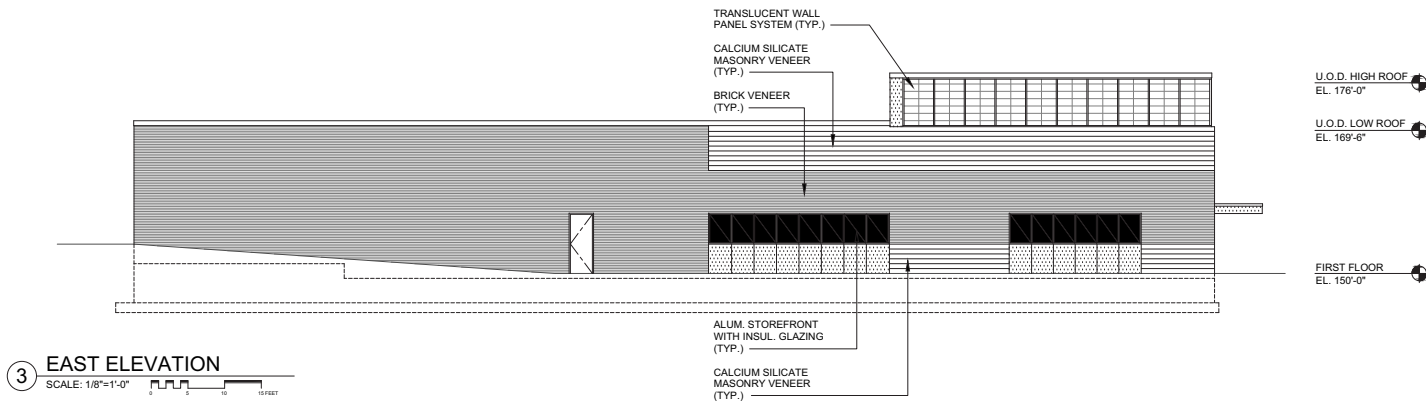 TRANSLUCENT WALL
PANEL SYSTEM (TYP.)
CALCIUM SILICATE
MASONRY VENEER
(TYP.)
BRICK VENEER
(TYP.)
U.O.D. HIGH ROOF
EL. 176'-0"
U.O.D. LOW ROOF
EL. 169'-6"
FIRST FLOOR
EL. 150'-0"
ALUM. STOREFRONT
WITH INSUL. GLAZING
(TYP.)
CALCIUM SILICATE
MASONRY VENEER
(TYP.)
3 EAST ELEVATION
SCALE: 1/8"=1'-0"
0 5 10 15 FEET